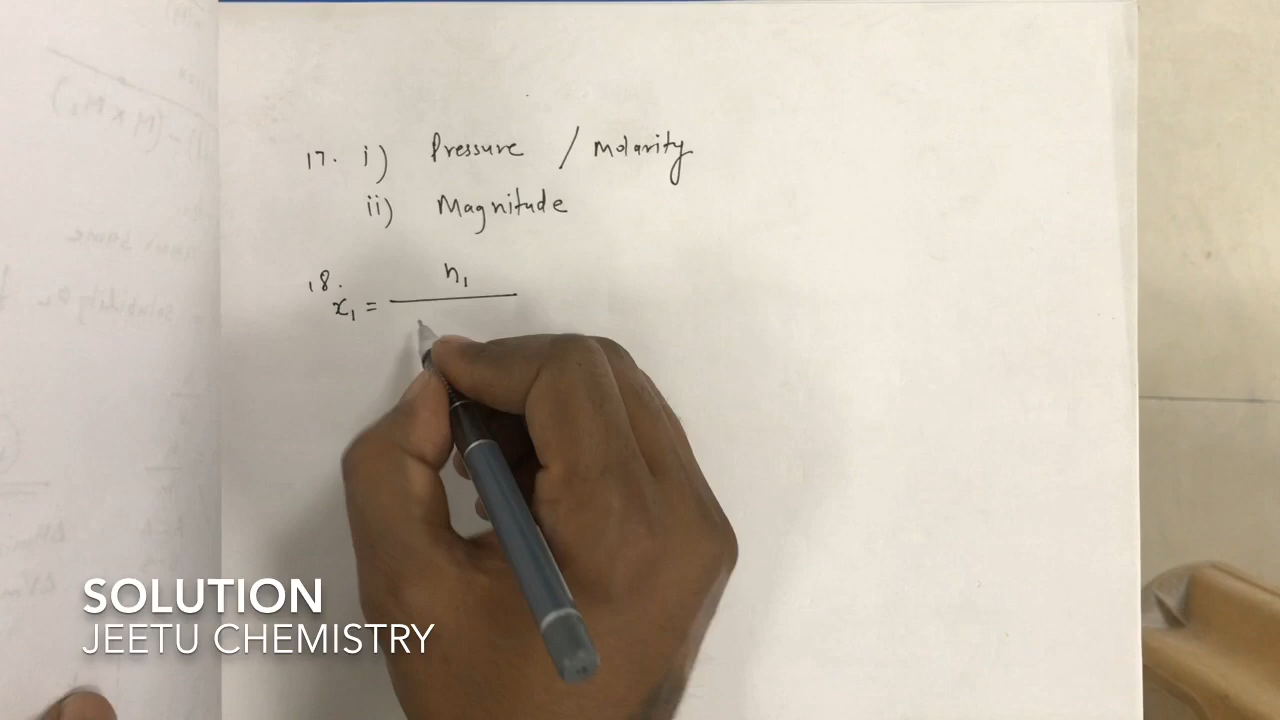 17. i) Pressure / Molarity
ii) Magnitude
18.
x₁ = n₁
SOLUTION
JEETU CHEMISTRY